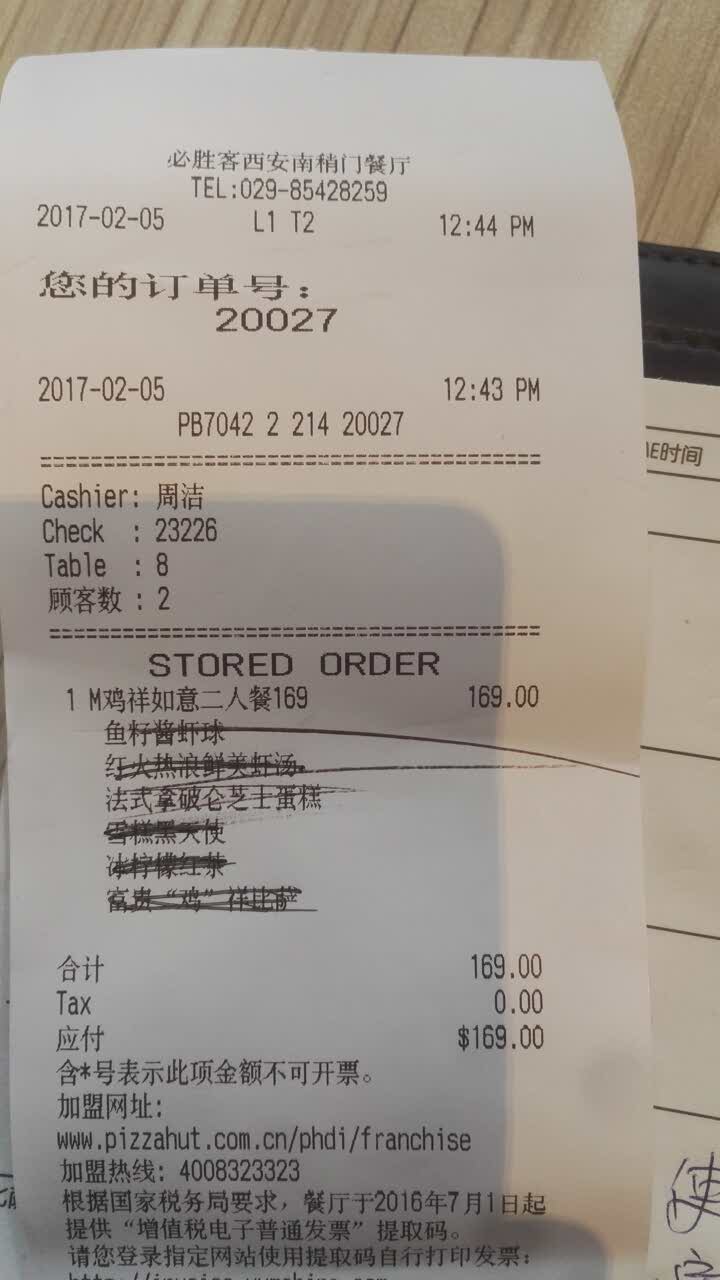 必胜客西安南稍门餐厅
TEL:029-85428259
2017-02-05 L1 T2 12:44 PM
您的订单号:
20027
2017-02-05 12:43 PM
PB7042 2 214 20027
========================================
Cashier: 周洁
Check : 23226
Table : 8
顾客数 : 2
========================================
STORED ORDER
1 M鸡祥如意二人餐169 169.00
鱼籽酱虾球
红火热浪鲜美虾汤
法式拿破仑芝士蛋糕
雪糕黑天使
冰柠檬红茶
富贵“鸡”祥比萨
合计 169.00
Tax 0.00
应付 $169.00
含*号表示此项金额不可开票。
加盟网址:
www.pizzahut.com.cn/phdi/franchise
加盟热线: 4008323323
根据国家税务局要求，餐厅于2016年7月1日起
提供“增值税电子普通发票”提取码。
请您登录指定网站使用提取码自行打印发票:
时间
使